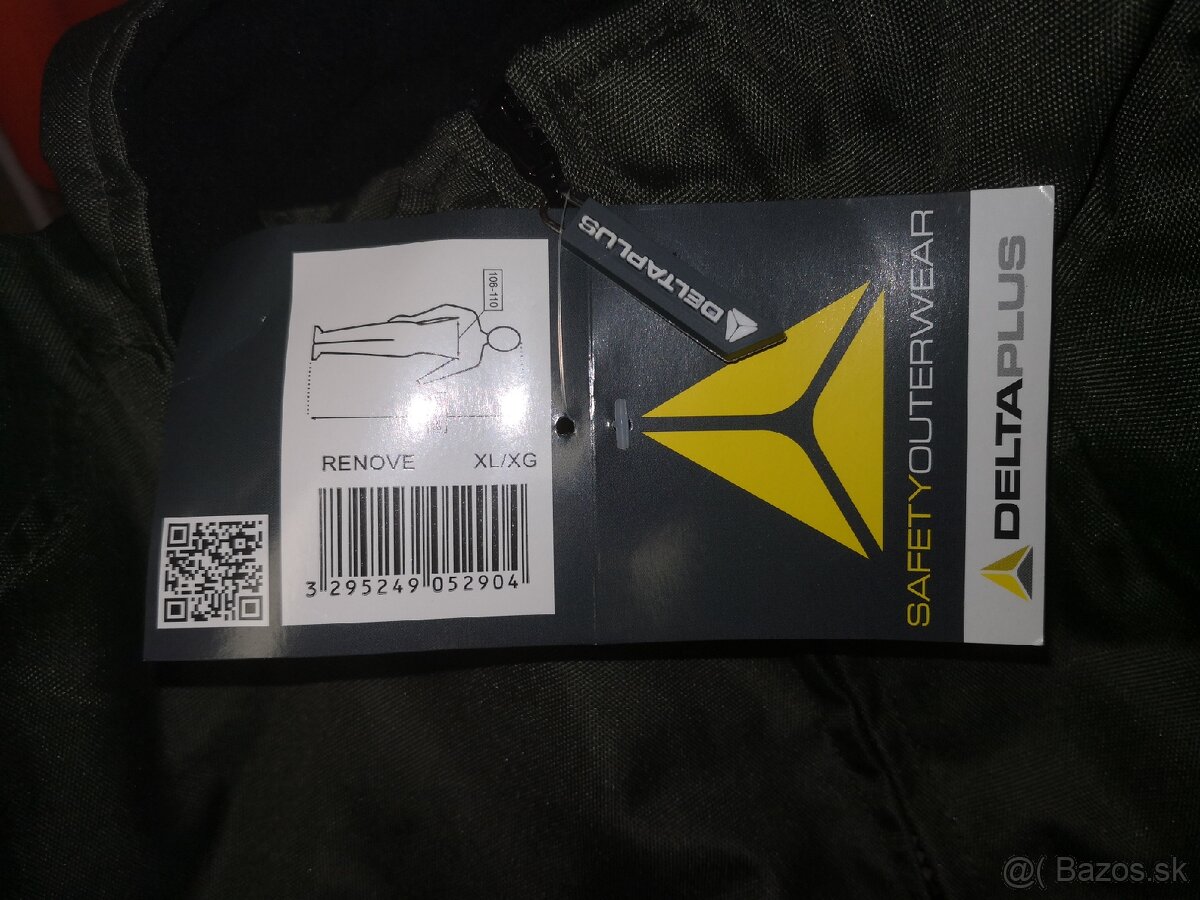 106-110
RENOVE XL/XG
3 295249 052904
DELTAPLUS
SAFETYOUTERWEAR
DELTAPLUS
@( Bazos.sk